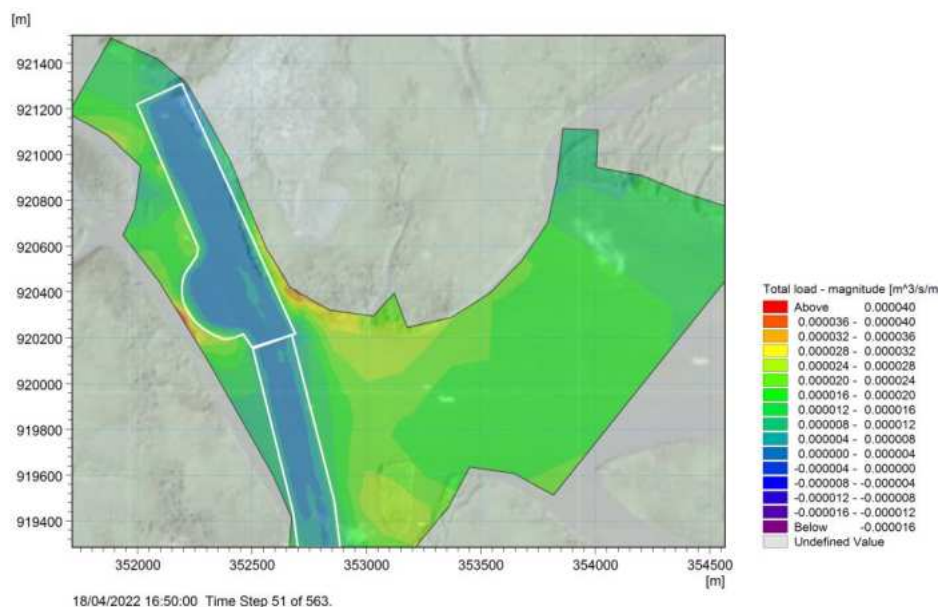 [m]
921400
921200
921000
920800
920600
920400
920200
920000
919800
919600
919400
352000 352500 353000 353500 354000 354500
[m]
18/04/2022 16:50:00 Time Step 51 of 563.
Total load - magnitude [m^3/s/m]
Above 0.000040
0.000036 - 0.000040
0.000032 - 0.000036
0.000028 - 0.000032
0.000024 - 0.000028
0.000020 - 0.000024
0.000016 - 0.000020
0.000012 - 0.000016
0.000008 - 0.000012
0.000004 - 0.000008
0.000000 - 0.000004
-0.000004 - 0.000000
-0.000008 - -0.000004
-0.000012 - -0.000008
-0.000016 - -0.000012
Below -0.000016
Undefined Value